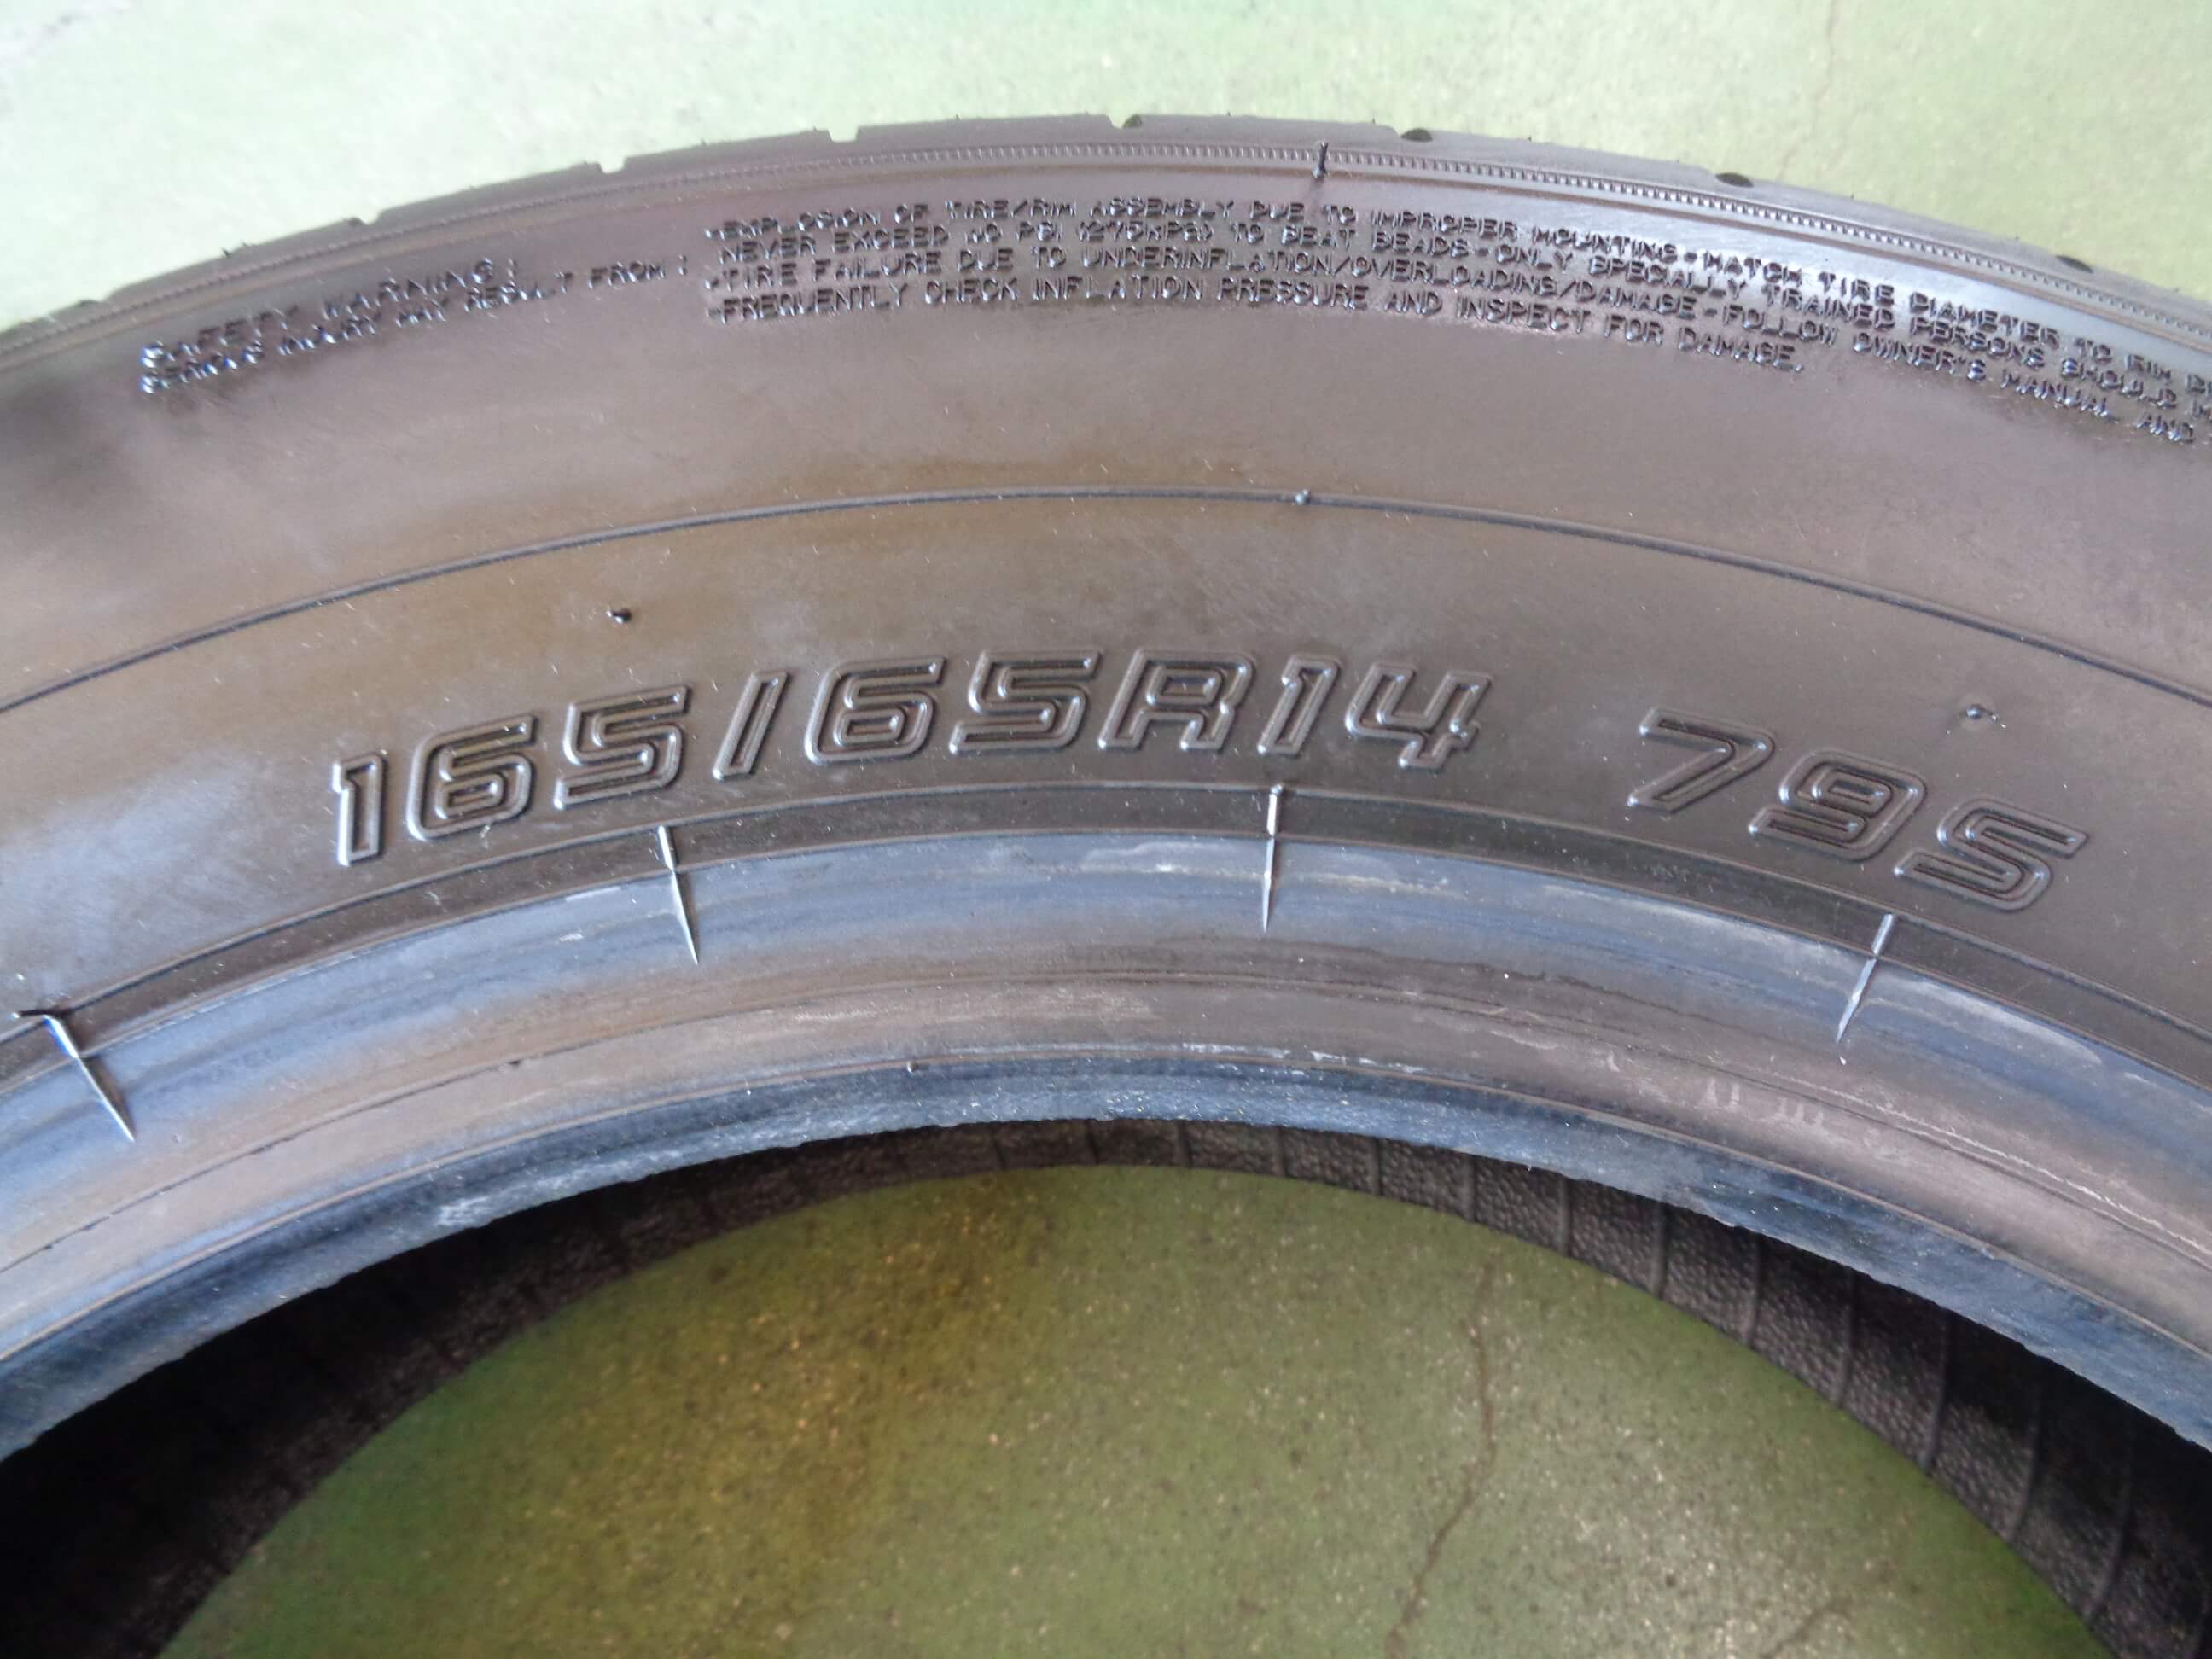 SAFETY WARNING:
SERIOUS INJURY MAY RESULT FROM:
-EXPLOSION OF TIRE/RIM ASSEMBLY DUE TO IMPROPER MOUNTING-MATCH TIRE DIAMETER TO RIM
NEVER EXCEED 40 PSI (275KPS) TO SEAT BEADS-ONLY SPECIALLY TRAINED PERSONS SHOULD
-TIRE FAILURE DUE TO UNDERINFLATION/OVERLOADING/DAMAGE-FOLLOW OWNER'S MANUAL AND
-FREQUENTLY CHECK INFLATION PRESSURE AND INSPECT FOR DAMAGE.
165/65R14 79S